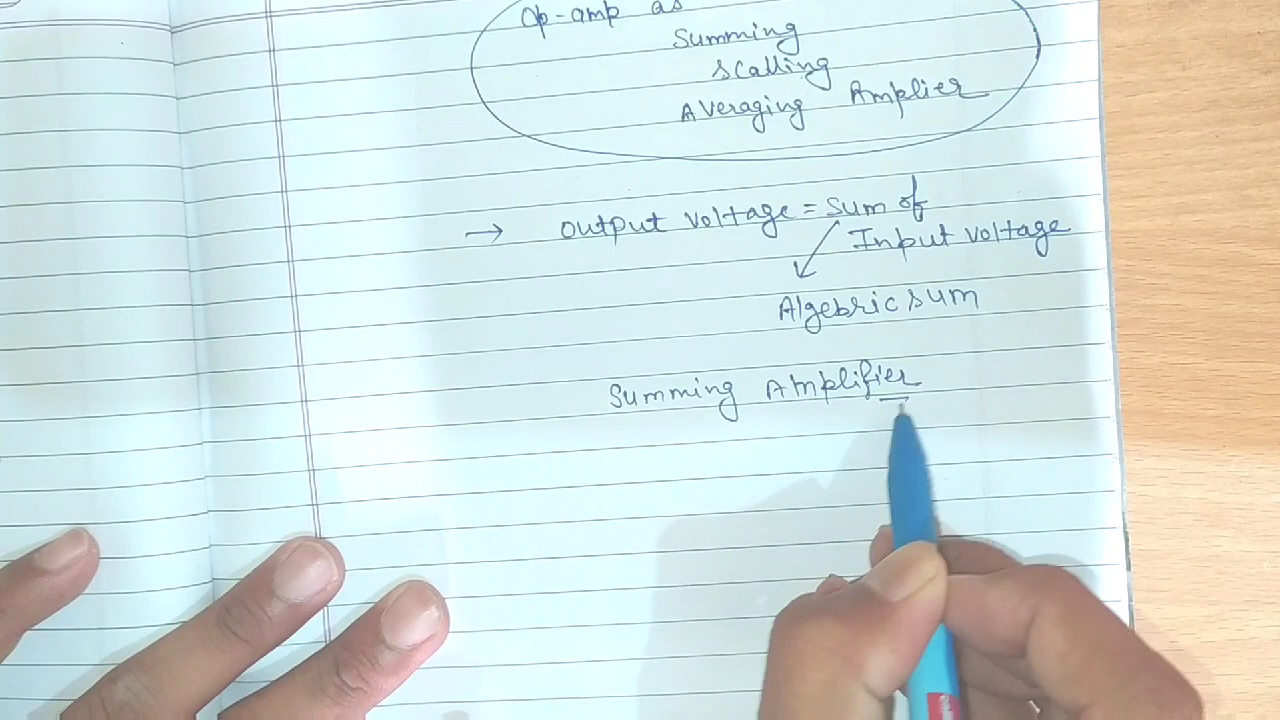 Op-amp as
Summing
Scalling
Averaging Amplier
→ Output Voltage = Sum of
Input voltage
Algebric sum
Summing Amplifier